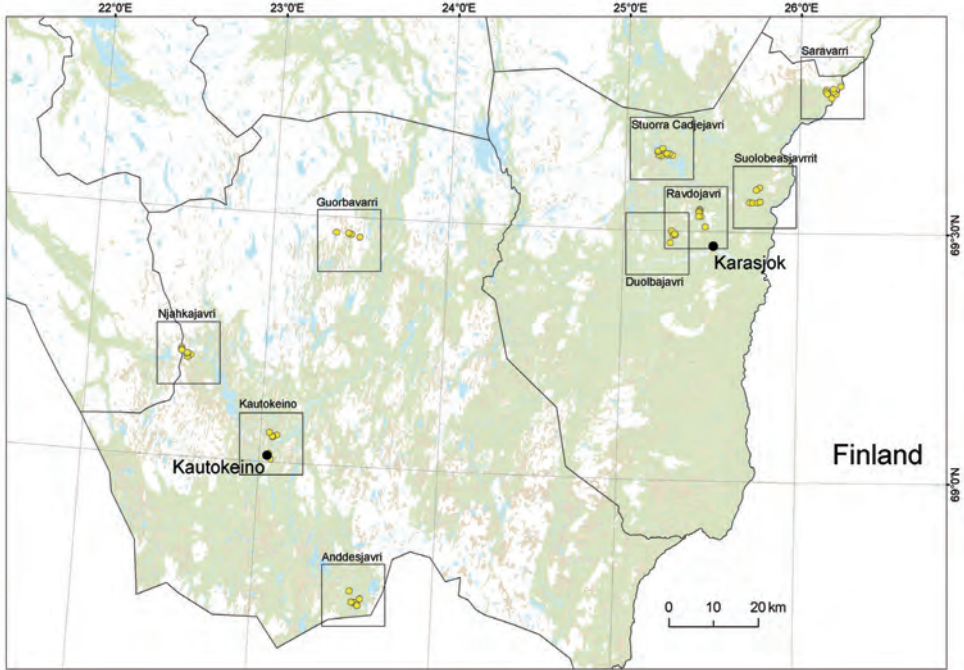 22°0'E 23°0'E 24°0'E 25°0'E 26°0'E
Saravarri
Stuorra Cadjejavri
Suolobeasjavrrit
Ravdojavri
Guorbavarri
69°30'N
Karasjok
Duolbajavri
Njahkajavri
Kautokeino
Kautokeino
Finland
69°0'N
Anddesjavri
0 10 20 km